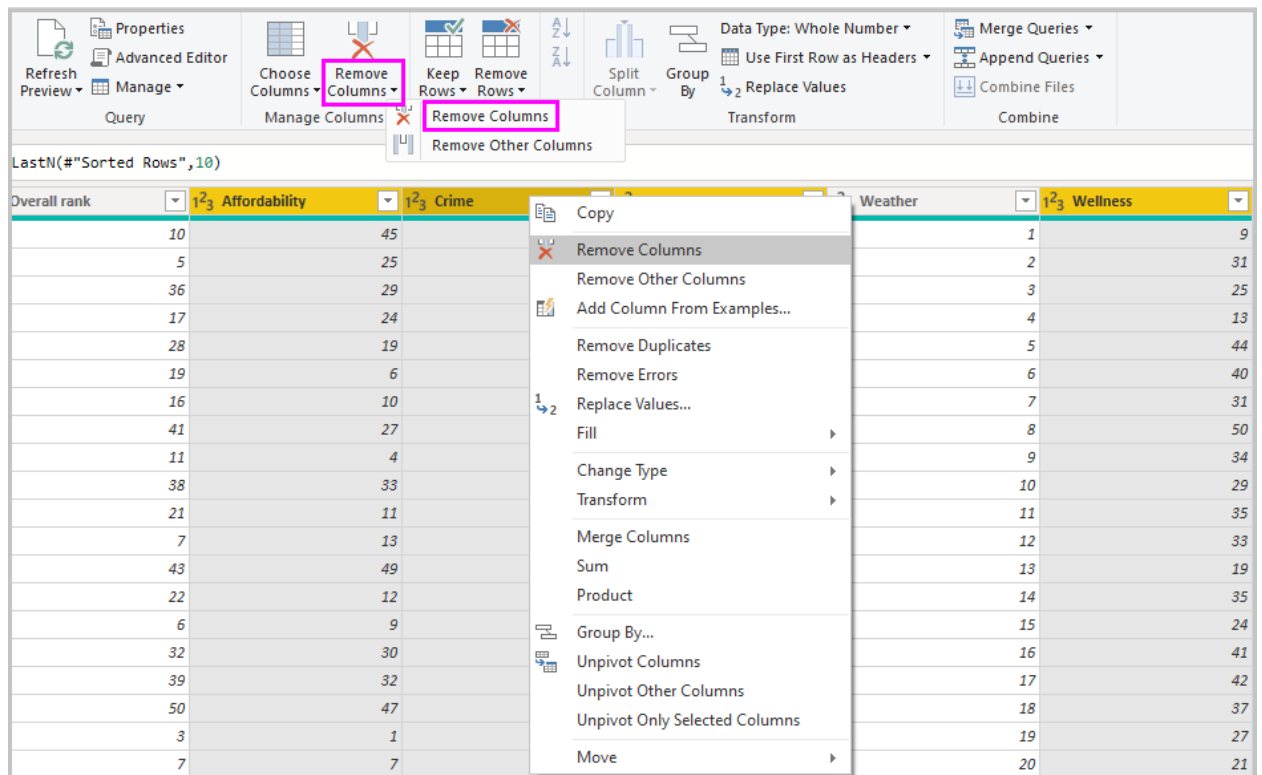 Properties
Advanced Editor
Refresh Preview
Manage
Query
Choose Columns
Remove Columns
Manage Columns
Keep Rows
Remove Rows
Split Column
Group By
Data Type: Whole Number
Use First Row as Headers
1 2 Replace Values
Transform
Merge Queries
Append Queries
Combine Files
Combine
Remove Columns
Remove Other Columns
LastN(#"Sorted Rows",10)
Overall rank 123 Affordability 123 Crime Weather 123 Wellness
10 45 1 9
5 25 2 31
36 29 3 25
17 24 4 13
28 19 5 44
19 6 6 40
16 10 7 31
41 27 8 50
11 4 9 34
38 33 10 29
21 11 11 35
7 13 12 33
43 49 13 19
22 12 14 35
6 9 15 24
32 30 16 41
39 32 17 42
50 47 18 37
3 1 19 27
7 7 20 21
Copy
Remove Columns
Remove Other Columns
Add Column From Examples...
Remove Duplicates
Remove Errors
1 2 Replace Values...
Fill
Change Type
Transform
Merge Columns
Sum
Product
Group By...
Unpivot Columns
Unpivot Other Columns
Unpivot Only Selected Columns
Move